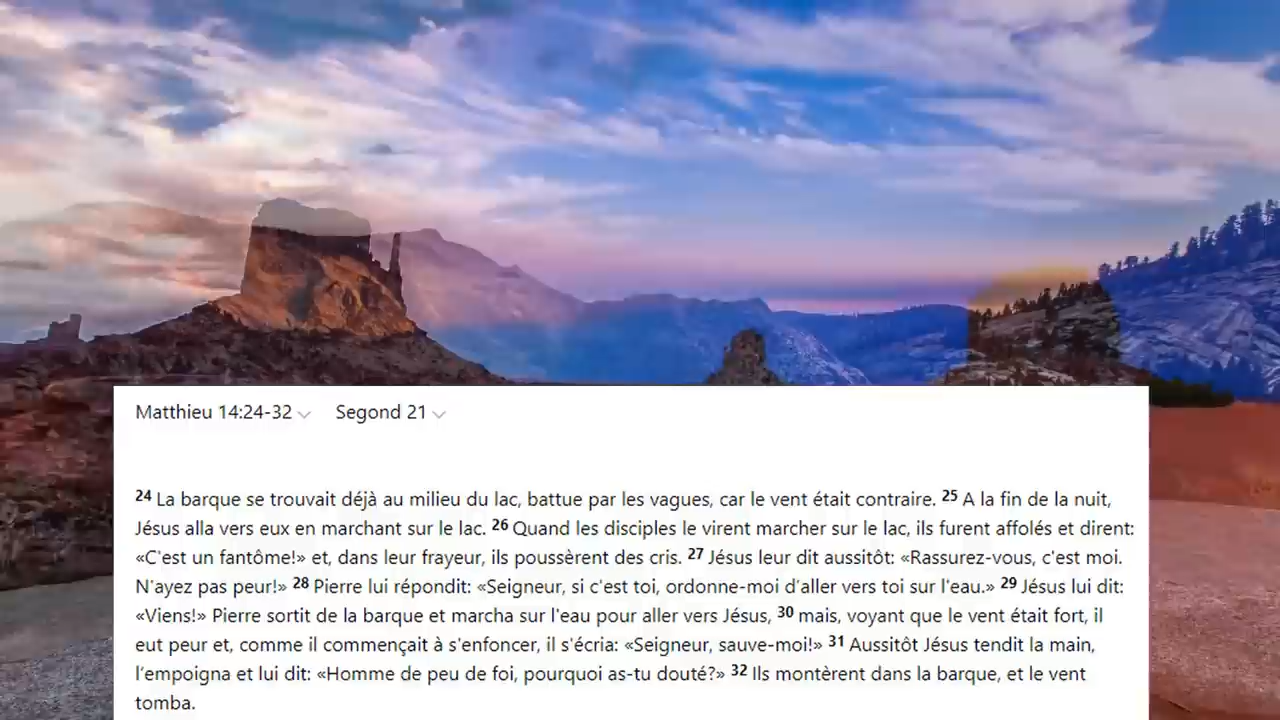 Matthieu 14:24-32 Segond 21
24 La barque se trouvait déjà au milieu du lac, battue par les vagues, car le vent était contraire. 25 A la fin de la nuit,
Jésus alla vers eux en marchant sur le lac. 26 Quand les disciples le virent marcher sur le lac, ils furent affolés et dirent:
«C'est un fantôme!» et, dans leur frayeur, ils poussèrent des cris. 27 Jésus leur dit aussitôt: «Rassurez-vous, c'est moi.
N'ayez pas peur!» 28 Pierre lui répondit: «Seigneur, si c'est toi, ordonne-moi d'aller vers toi sur l'eau.» 29 Jésus lui dit:
«Viens!» Pierre sortit de la barque et marcha sur l'eau pour aller vers Jésus, 30 mais, voyant que le vent était fort, il
eut peur et, comme il commençait à s'enfoncer, il s'écria: «Seigneur, sauve-moi!» 31 Aussitôt Jésus tendit la main,
l'empoigna et lui dit: «Homme de peu de foi, pourquoi as-tu douté?» 32 Ils montèrent dans la barque, et le vent
tomba.